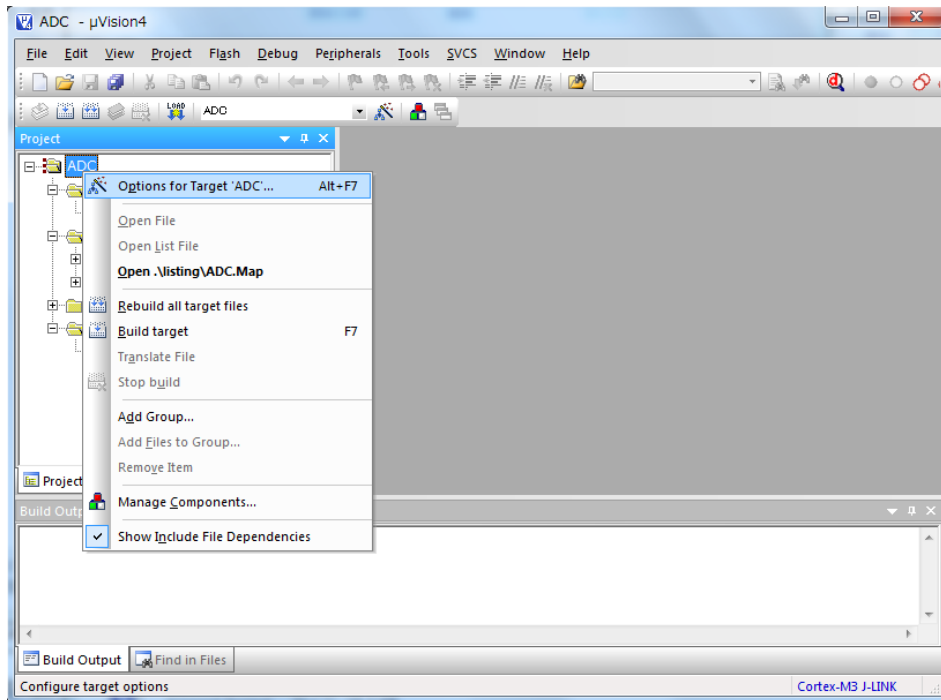 ADC - µVision4
File Edit View Project Flash Debug Peripherals Tools SVCS Window Help
LOAD ADC
Project
ADC
Options for Target 'ADC'... Alt+F7
Open File
Open List File
Open .\listing\ADC.Map
Rebuild all target files
Build target F7
Translate File
Stop build
Add Group...
Add Files to Group...
Remove Item
Project
Manage Components...
Build Outp
Show Include File Dependencies
Build Output Find in Files
Configure target options Cortex-M3 J-LINK